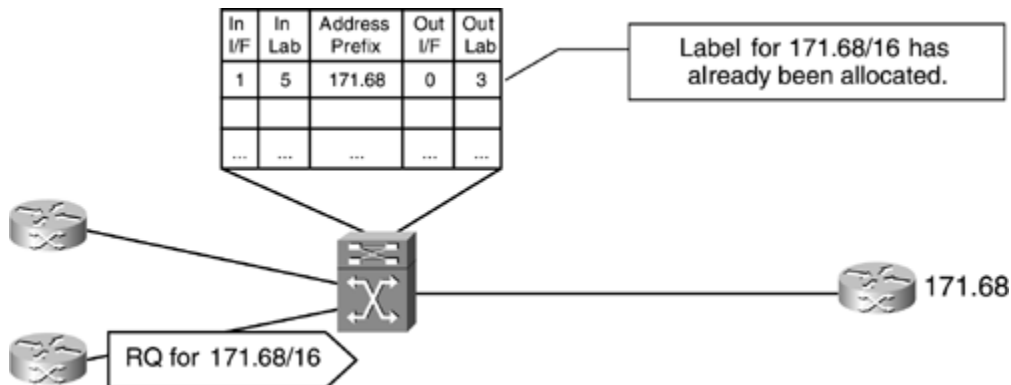 In In Address Out Out
I/F Lab Prefix I/F Lab
1 5 171.68 0 3
... ... ... ... ...
Label for 171.68/16 has
already been allocated.
171.68
RQ for 171.68/16